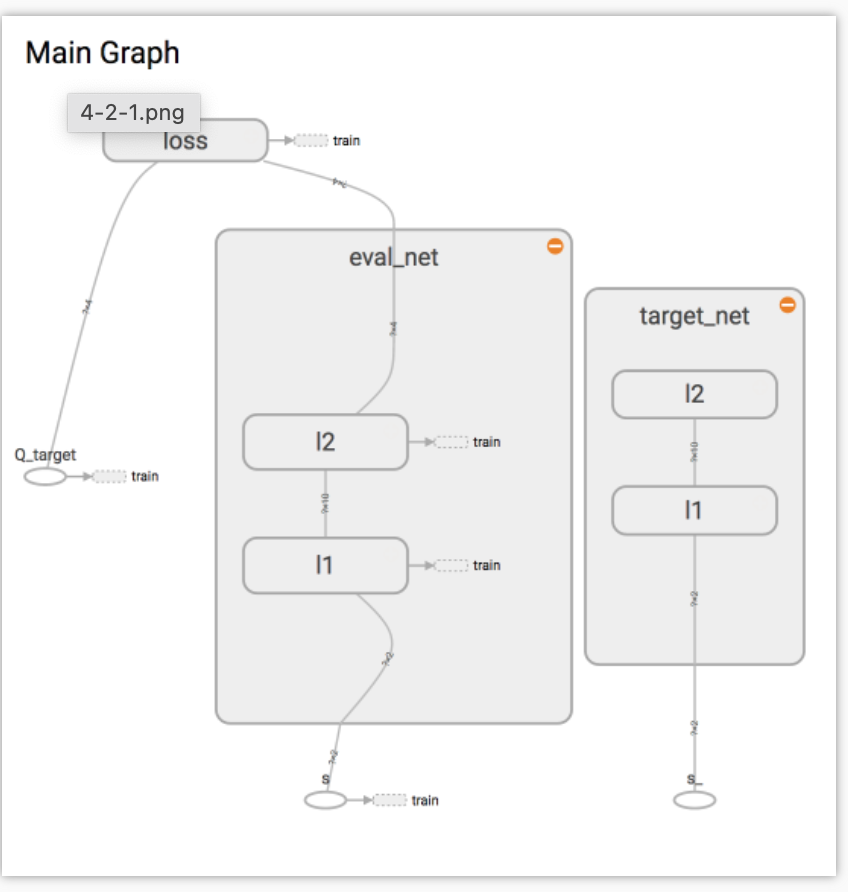 Main Graph
4-2-1.png
loss
train
?×4
eval_net
target_net
?×4
?×4
l2
train
l2
Q_target
train
?×10
?×10
l1
train
l1
?×2
?×2
?×2
?×2
s
train
s_